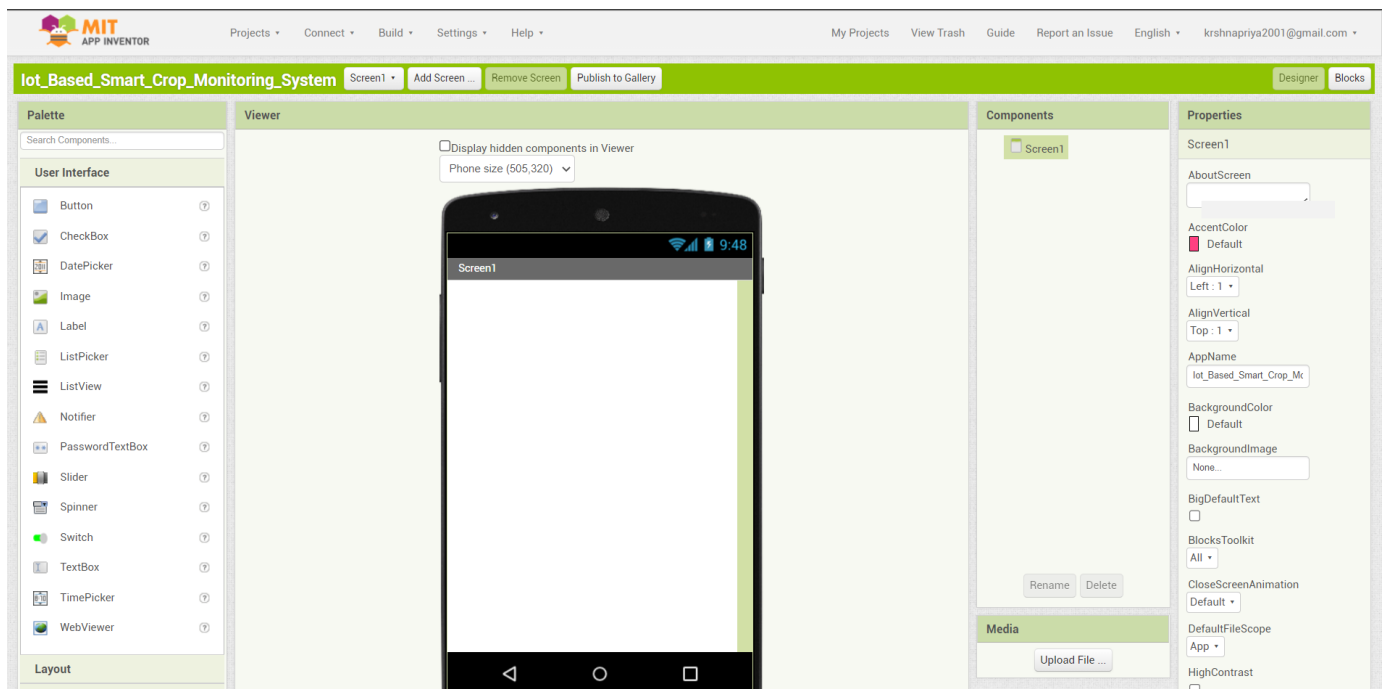 MIT
APP INVENTOR
Projects Connect Build Settings Help My Projects View Trash Guide Report an Issue English krshnapriya2001@gmail.com
Iot_Based_Smart_Crop_Monitoring_System Screen1 Add Screen ... Remove Screen Publish to Gallery Designer Blocks
Palette
Search Components...
User Interface
Button ?
CheckBox ?
DatePicker ?
Image ?
A Label ?
ListPicker ?
ListView ?
Notifier ?
PasswordTextBox ?
Slider ?
Spinner ?
Switch ?
TextBox ?
TimePicker ?
WebViewer ?
Layout
Viewer
Display hidden components in Viewer
Phone size (505,320)
9:48
Screen1
Components
Screen1
Rename Delete
Media
Upload File ...
Properties
Screen1
AboutScreen
AccentColor
Default
AlignHorizontal
Left : 1
AlignVertical
Top : 1
AppName
Iot_Based_Smart_Crop_Mc
BackgroundColor
Default
BackgroundImage
None...
BigDefaultText
BlocksToolkit
All
CloseScreenAnimation
Default
DefaultFileScope
App
HighContrast